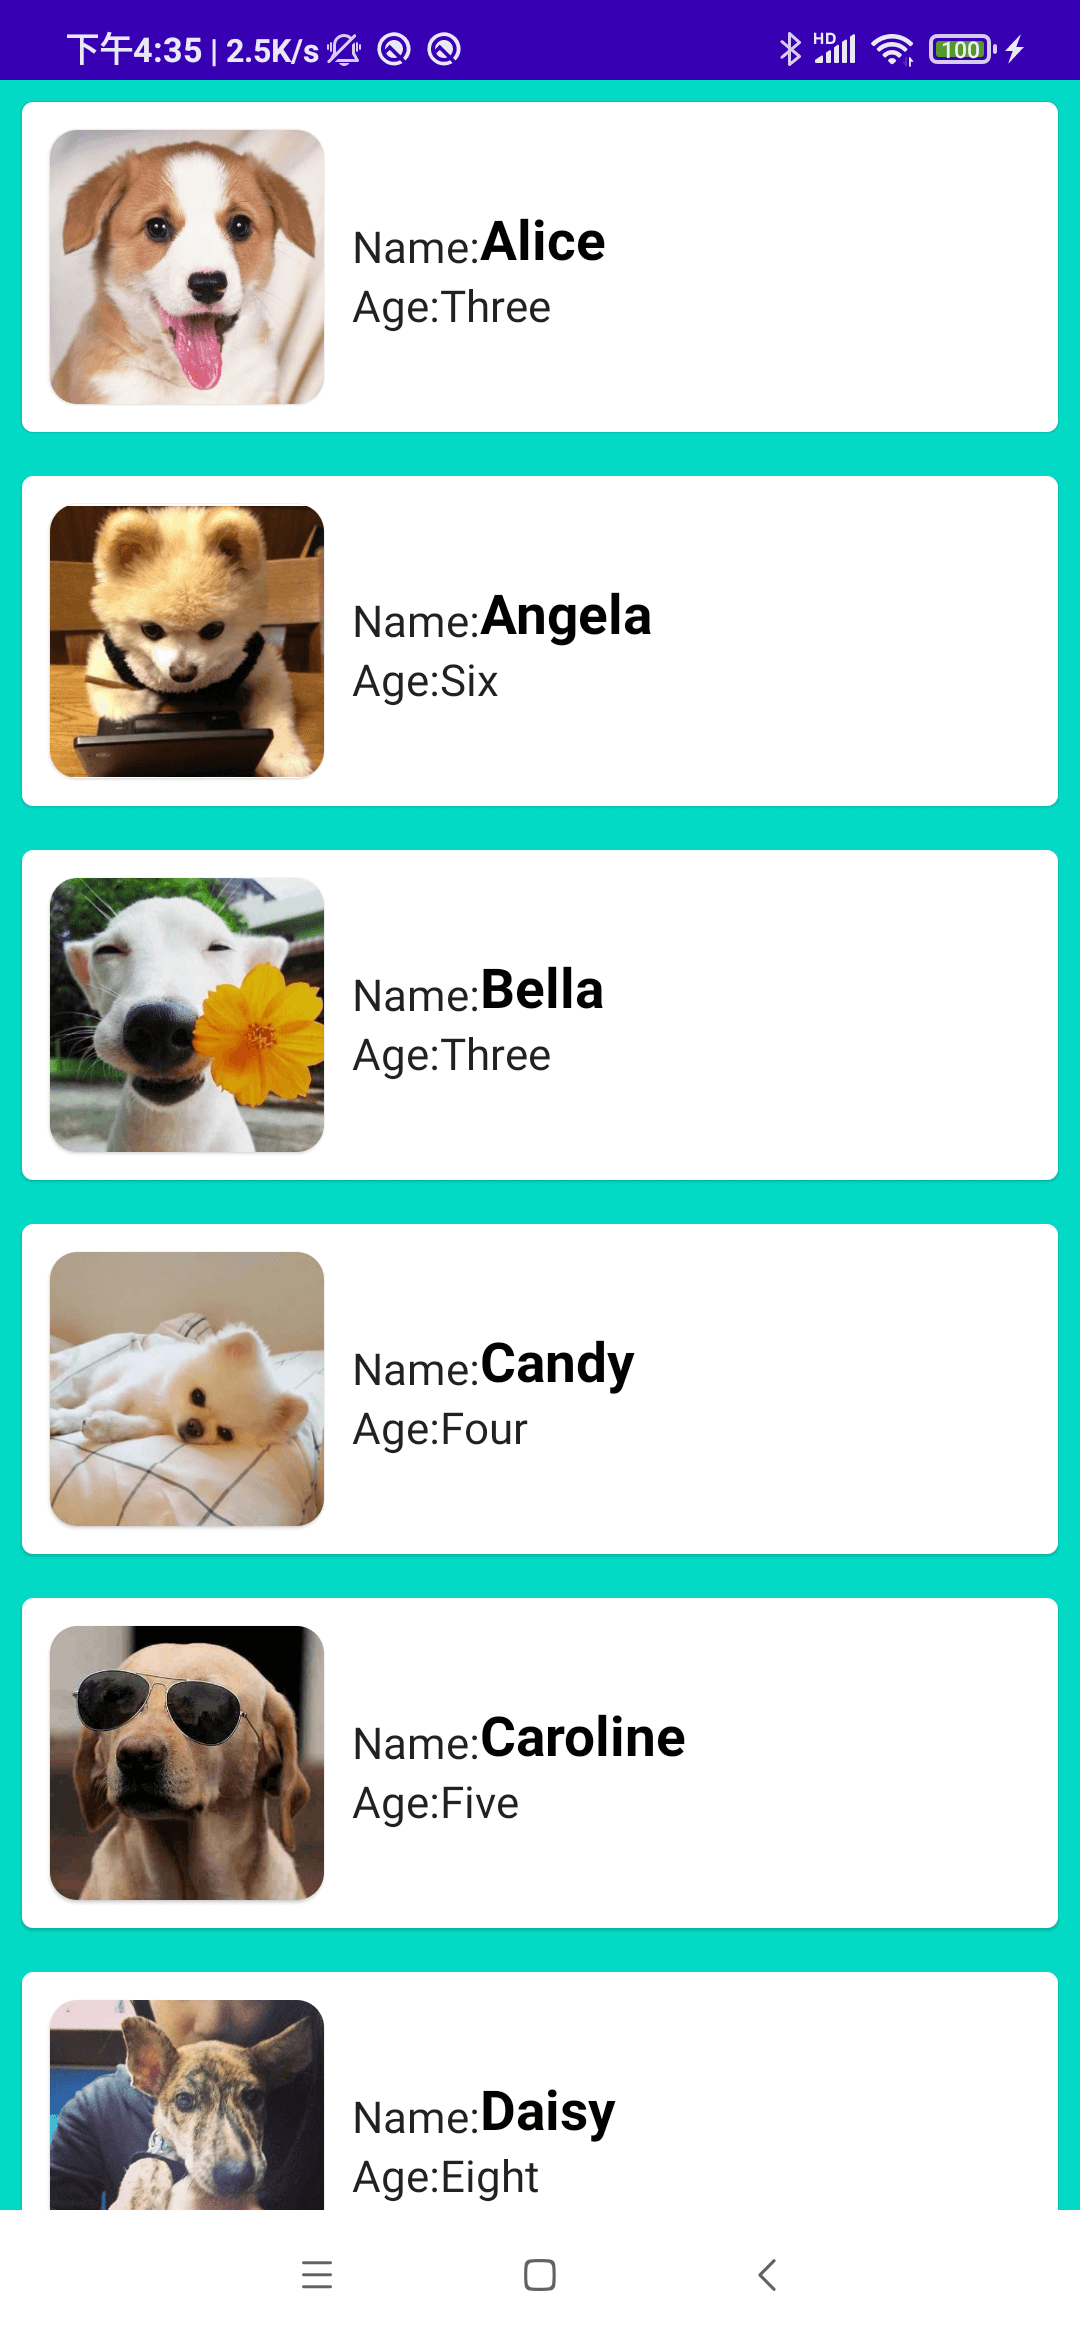 下午4:35 | 2.5K/s
HD
100
Name:Alice
Age:Three
Name:Angela
Age:Six
Name:Bella
Age:Three
Name:Candy
Age:Four
Name:Caroline
Age:Five
Name:Daisy
Age:Eight